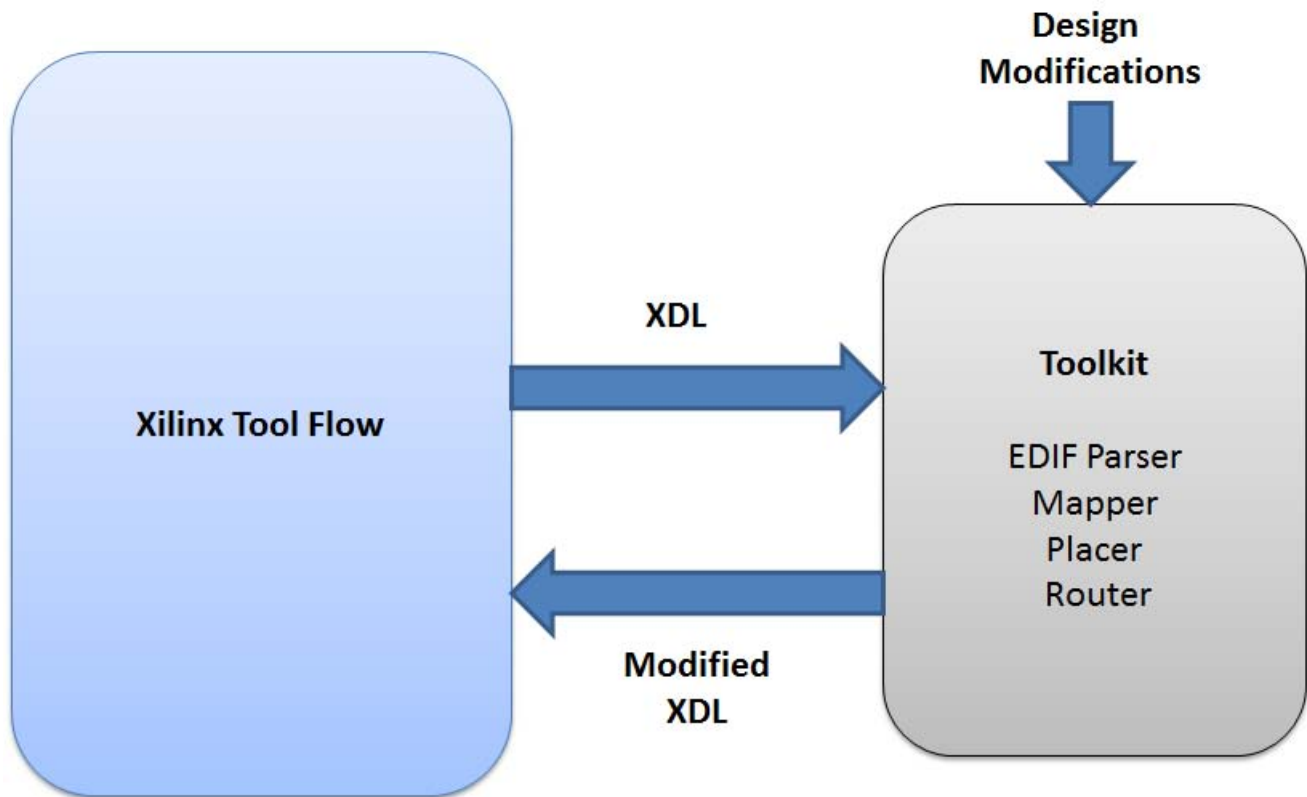 Design
Modifications
XDL
Xilinx Tool Flow
Toolkit
EDIF Parser
Mapper
Placer
Router
Modified
XDL